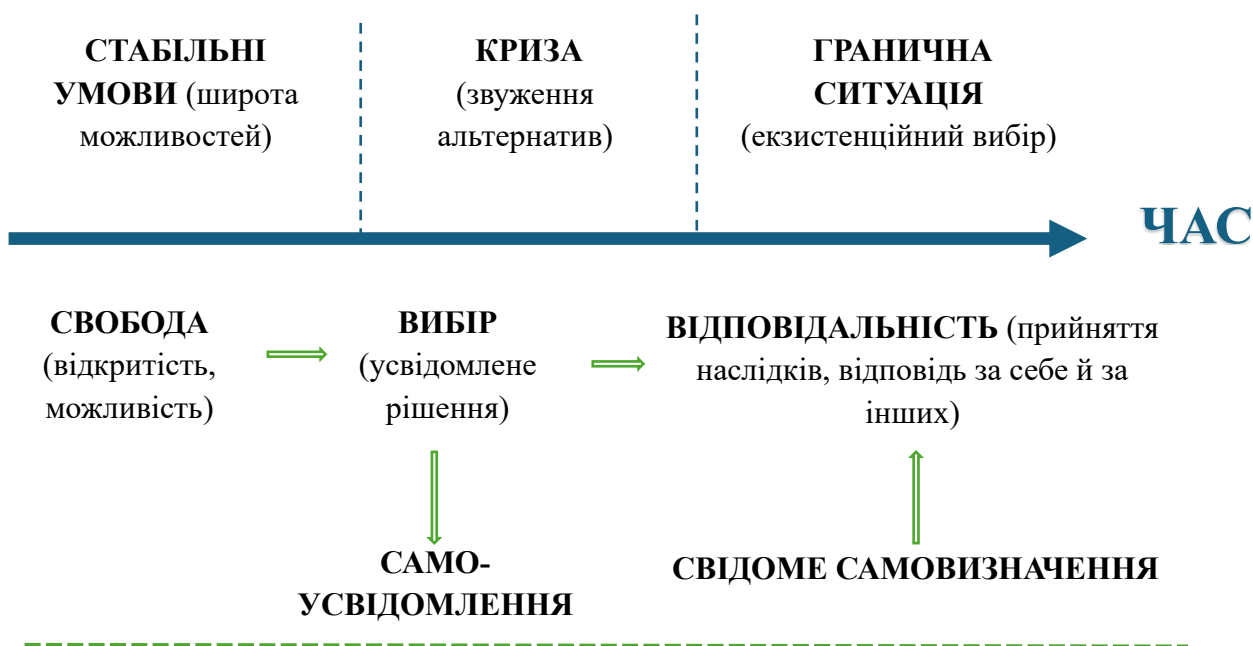 СТАБІЛЬНІ
УМОВИ (широта
можливостей)
КРИЗА
(звуження
альтернатив)
ГРАНИЧНА
СИТУАЦІЯ
(екзистенційний вибір)
ЧАС
СВОБОДА
(відкритість,
можливість)
ВИБІР
(усвідомлене
рішення)
ВІДПОВІДАЛЬНІСТЬ (прийняття
наслідків, відповідь за себе й за
інших)
САМО-
УСВІДОМЛЕННЯ
СВІДОМЕ САМОВИЗНАЧЕННЯ